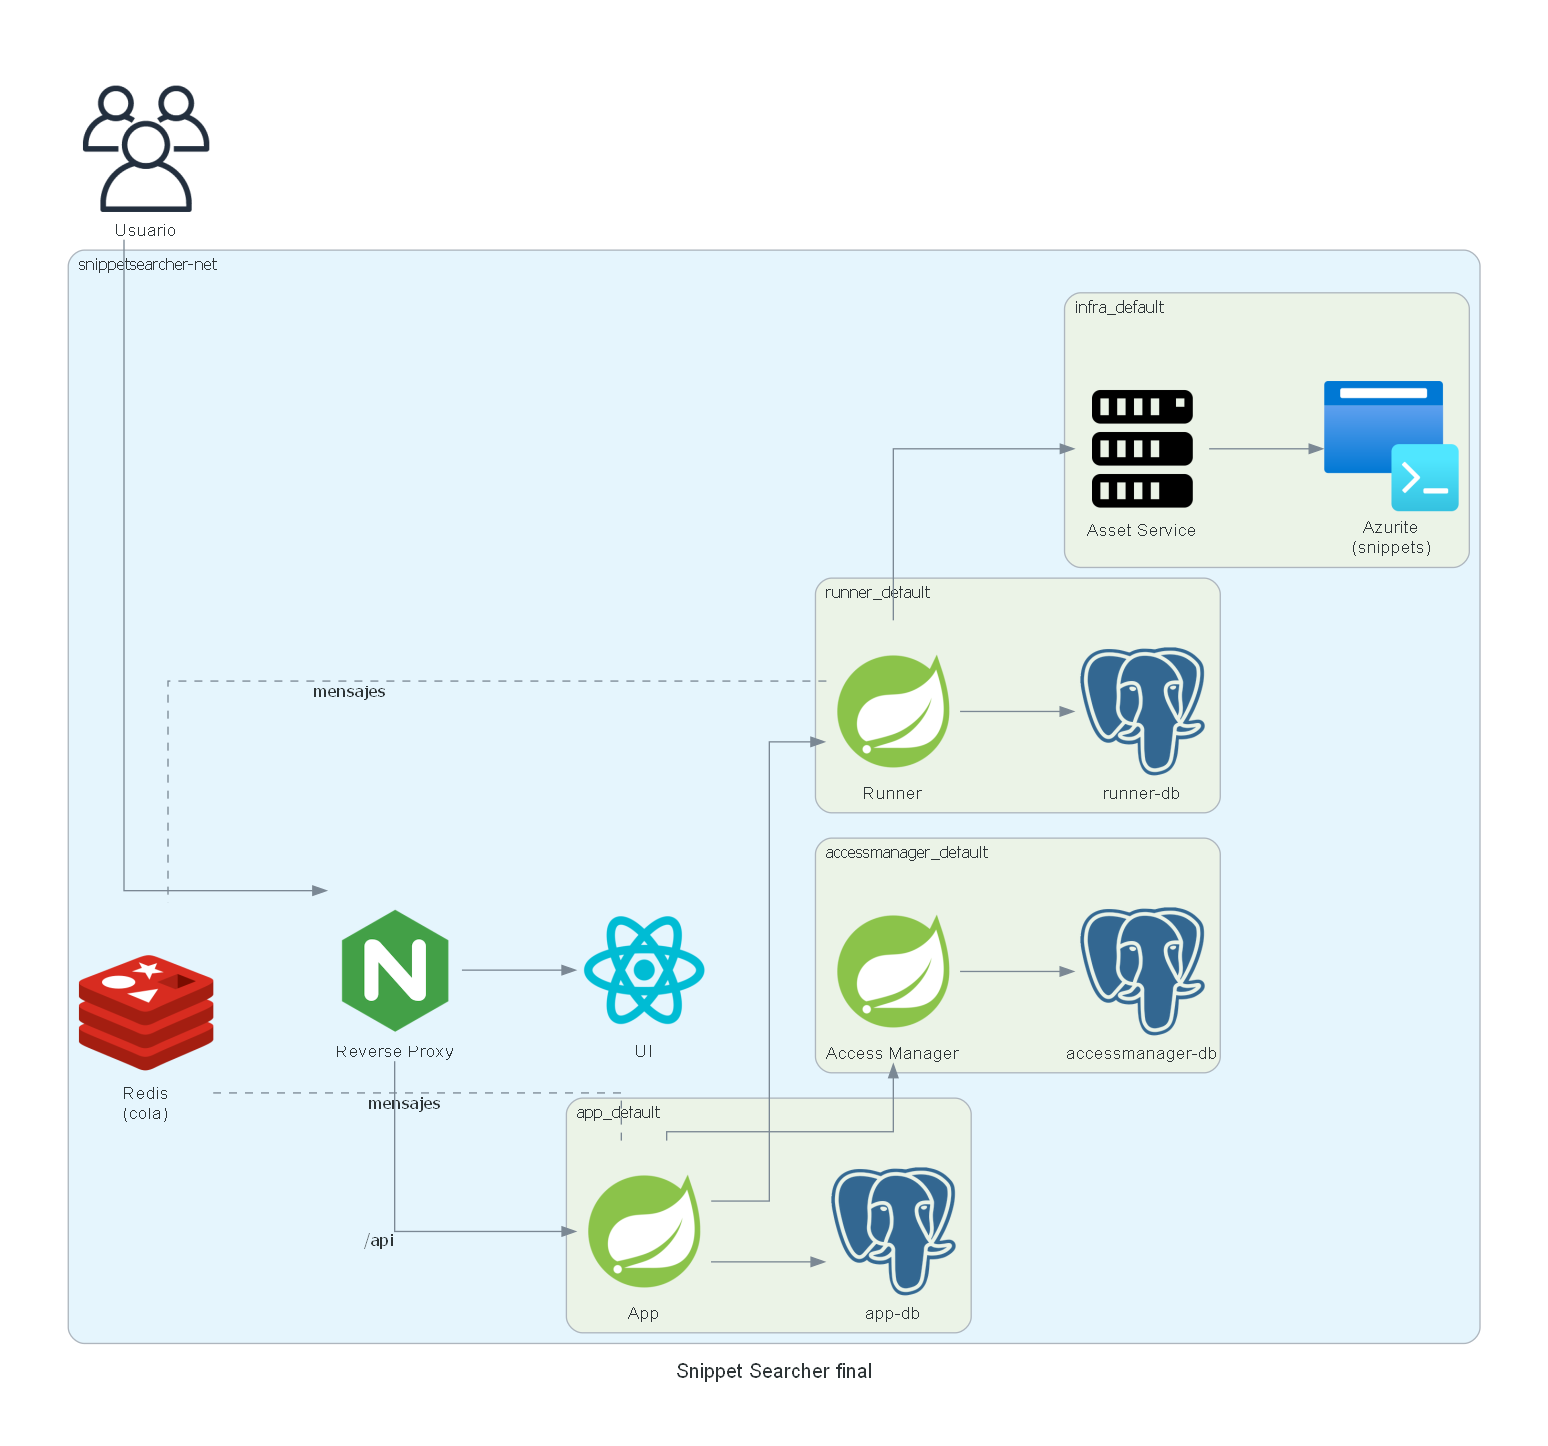 Usuario
snippetsearcher-net
infra_default
Asset Service
Azurite
(snippets)
runner_default
mensajes
Runner
runner-db
accessmanager_default
Reverse Proxy
UI
Access Manager
accessmanager-db
Redis
(cola)
mensajes
app_default
/api
App
app-db
Snippet Searcher final